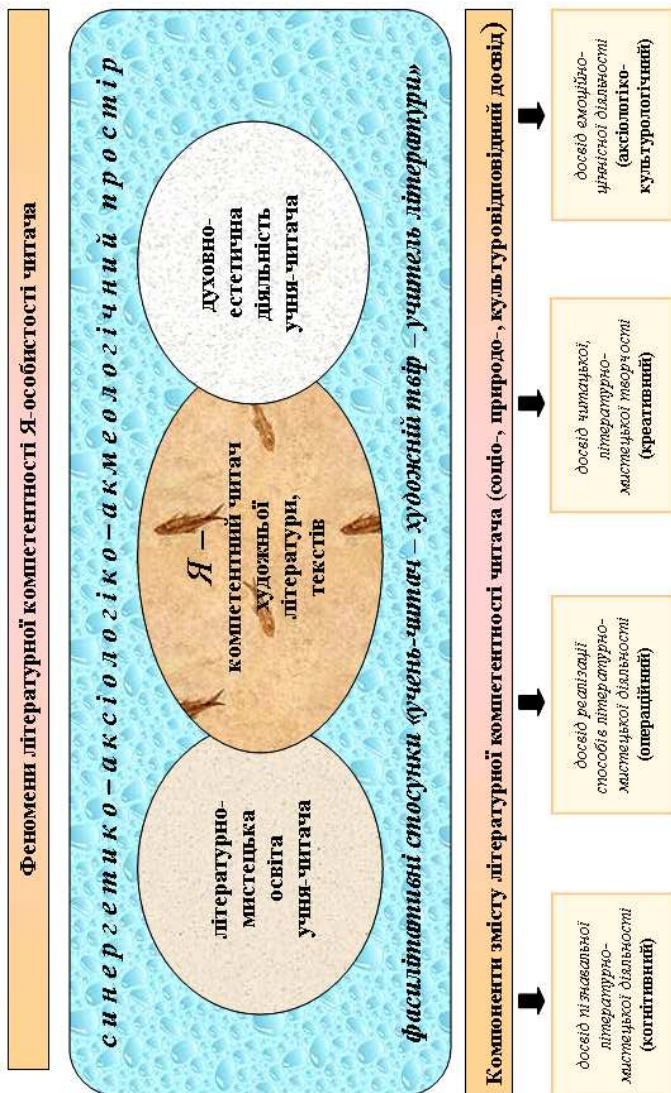 Феномени літературної компетентності Я-особистості читача
синергетико–аксіологіко–акмеологічний простір
літературно-
мистецька
освіта
учня-читача
Я –
компетентний читач
художньої
літератури,
текстів
духовно-
естетична
діяльність
учня-читача
фасилітативні стосунки «учень-читач – художній твір – учитель літератури»
Компоненти змісту літературної компетентності читача (соціо-, природо-, культуровідповідний досвід)
досвід пізнавальної
літературно-
мистецької діяльності
(когнітивний)
досвід реалізації
способів літературно-
мистецької діяльності
(операційний)
досвід читацької,
літературно-
мистецької творчості
(креативний)
досвід емоційно-
ціннісної діяльності
(аксіологіко-
культурологічний)